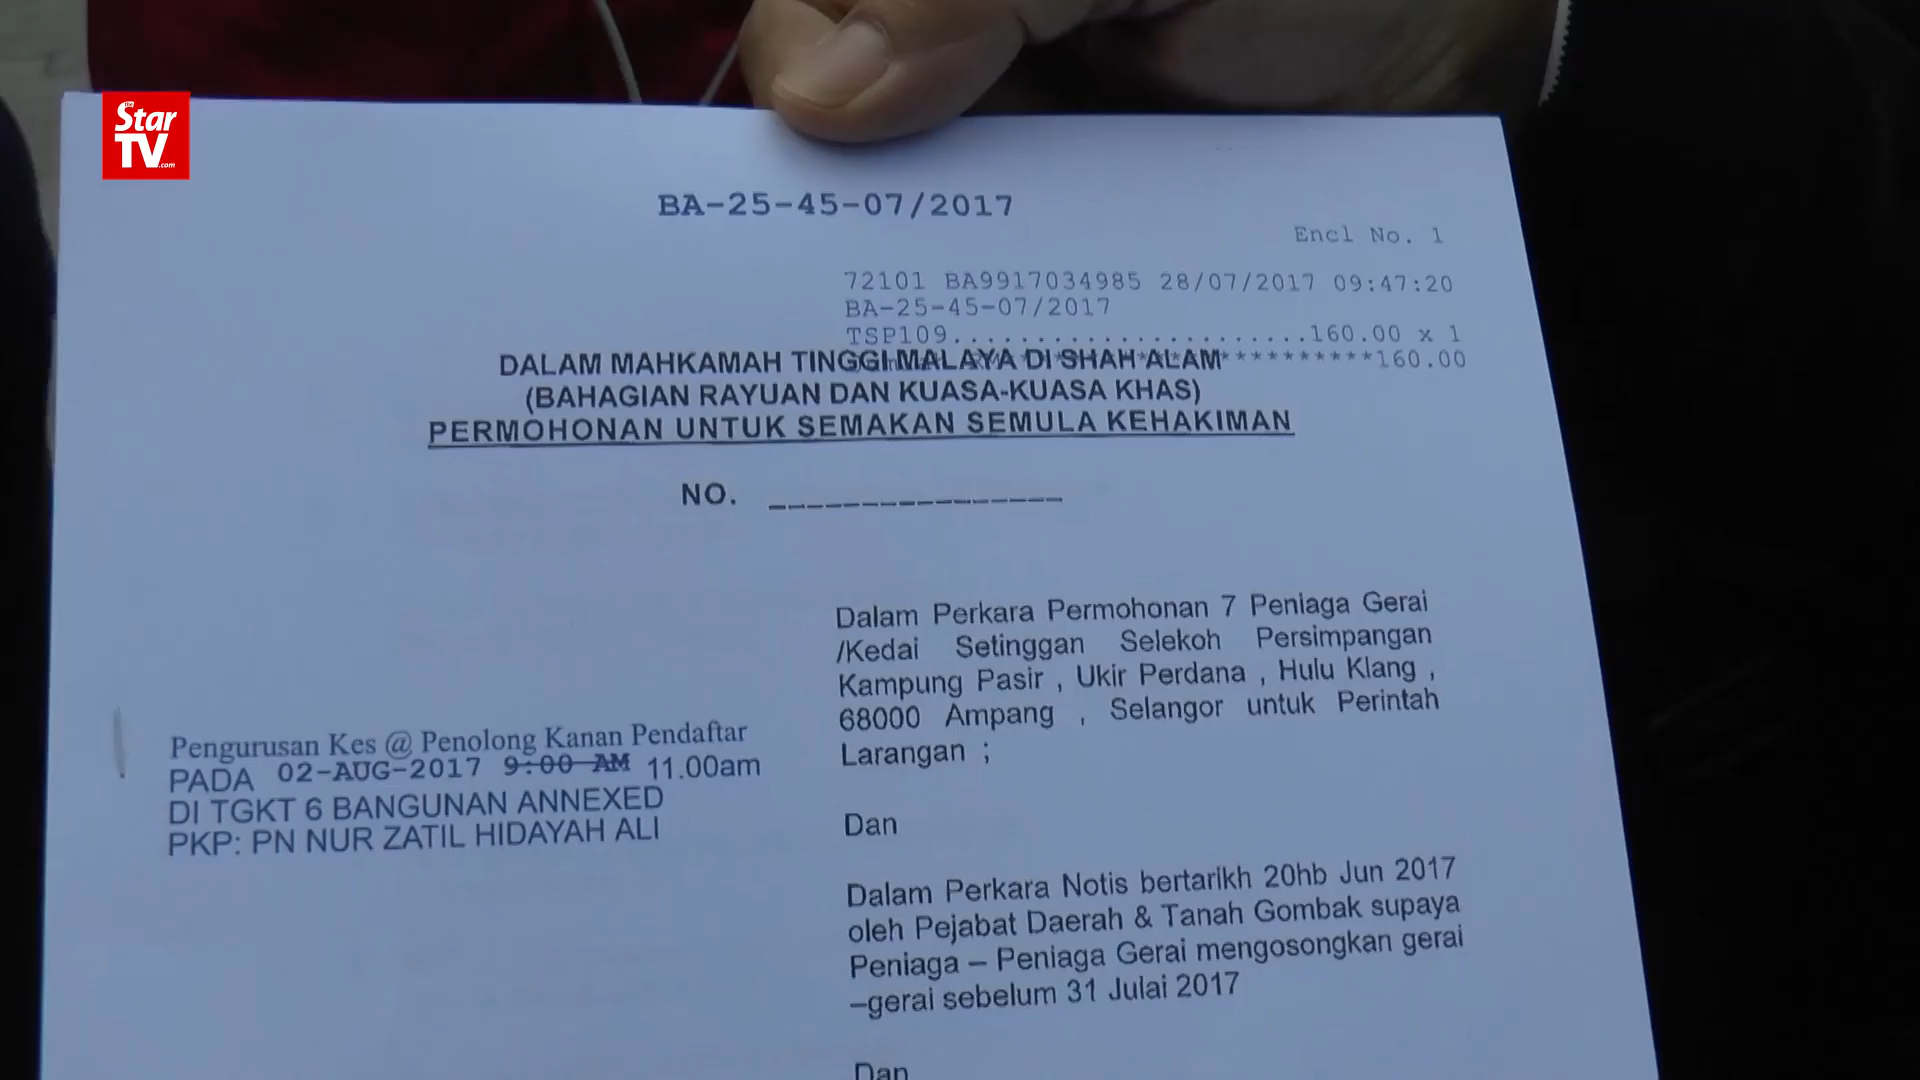 The Star
TV.com
BA-25-45-07/2017
Encl No. 1
72101 BA9917034985 28/07/2017 09:47:20
BA-25-45-07/2017
TSP109......................160.00 x 1
DALAM MAHKAMAH TINGGI MALAYA DI SHAH ALAM **********160.00
(BAHAGIAN RAYUAN DAN KUASA-KUASA KHAS)
PERMOHONAN UNTUK SEMAKAN SEMULA KEHAKIMAN
NO. ________________
Dalam Perkara Permohonan 7 Peniaga Gerai
/Kedai Setinggan Selekoh Persimpangan
Kampung Pasir , Ukir Perdana , Hulu Klang ,
68000 Ampang , Selangor untuk Perintah
Larangan ;
Pengurusan Kes @ Penolong Kanan Pendaftar
PADA 02-AUG-2017 9:00 AM 11.00am
DI TGKT 6 BANGUNAN ANNEXED
PKP: PN NUR ZATIL HIDAYAH ALI
Dan
Dalam Perkara Notis bertarikh 20hb Jun 2017
oleh Pejabat Daerah & Tanah Gombak supaya
Peniaga – Peniaga Gerai mengosongkan gerai
–gerai sebelum 31 Julai 2017
Dan